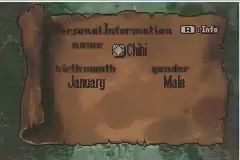 Personal Information R:Info
name Chibi
birthmonth gender
January Male